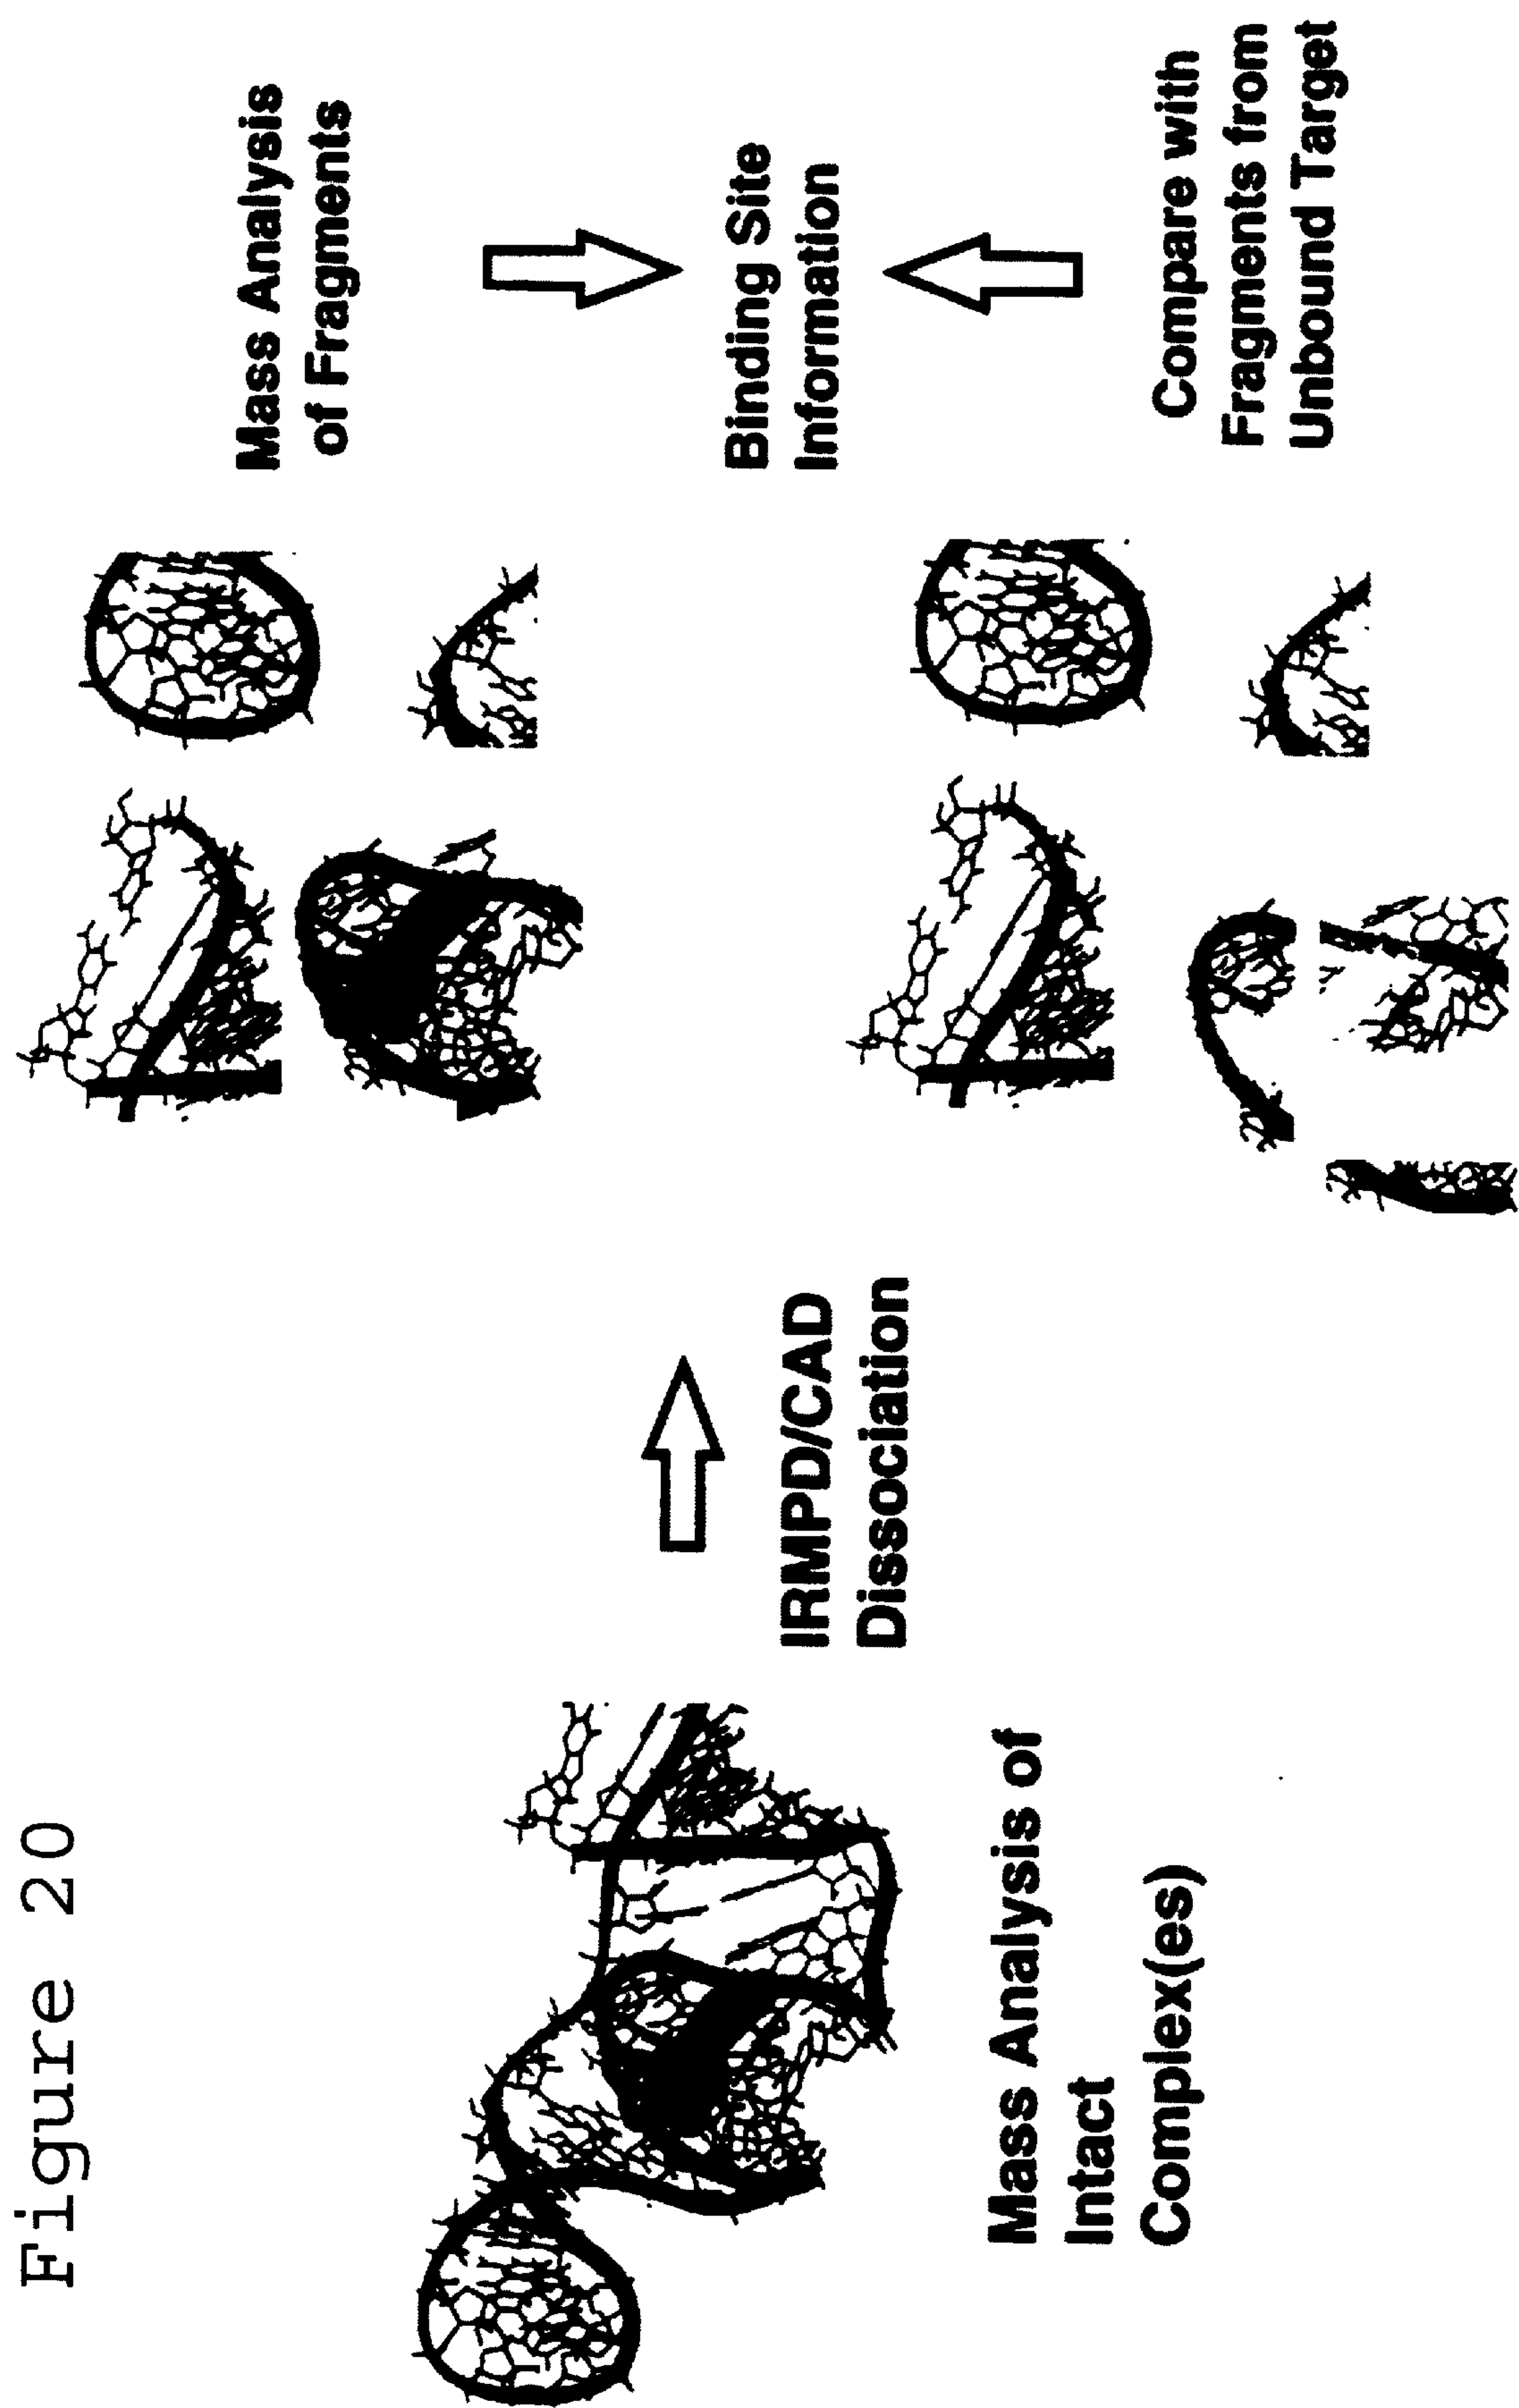 Figure 20
Mass Analysis of
Intact
Complex(es)
IRMPD/CAD
Dissociation
Mass Analysis
of Fragments
Binding Site
Information
Compare with
Fragments from
Unbound Target